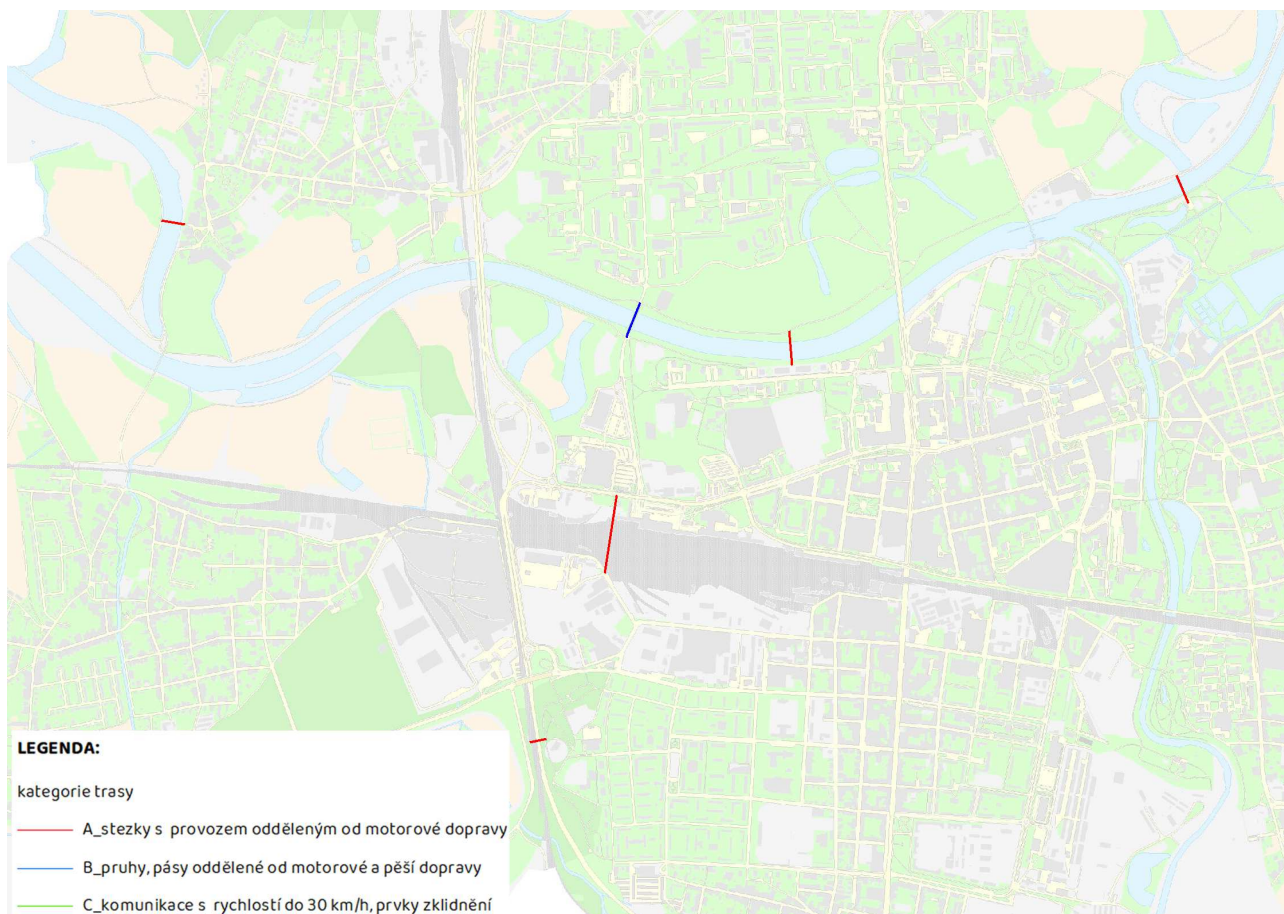 LEGENDA:
kategorie trasy
A_stezky s provozem odděleným od motorové dopravy
B_pruhy, pásy oddělené od motorové a pěší dopravy
C_komunikace s rychlostí do 30 km/h, prvky zklidnění